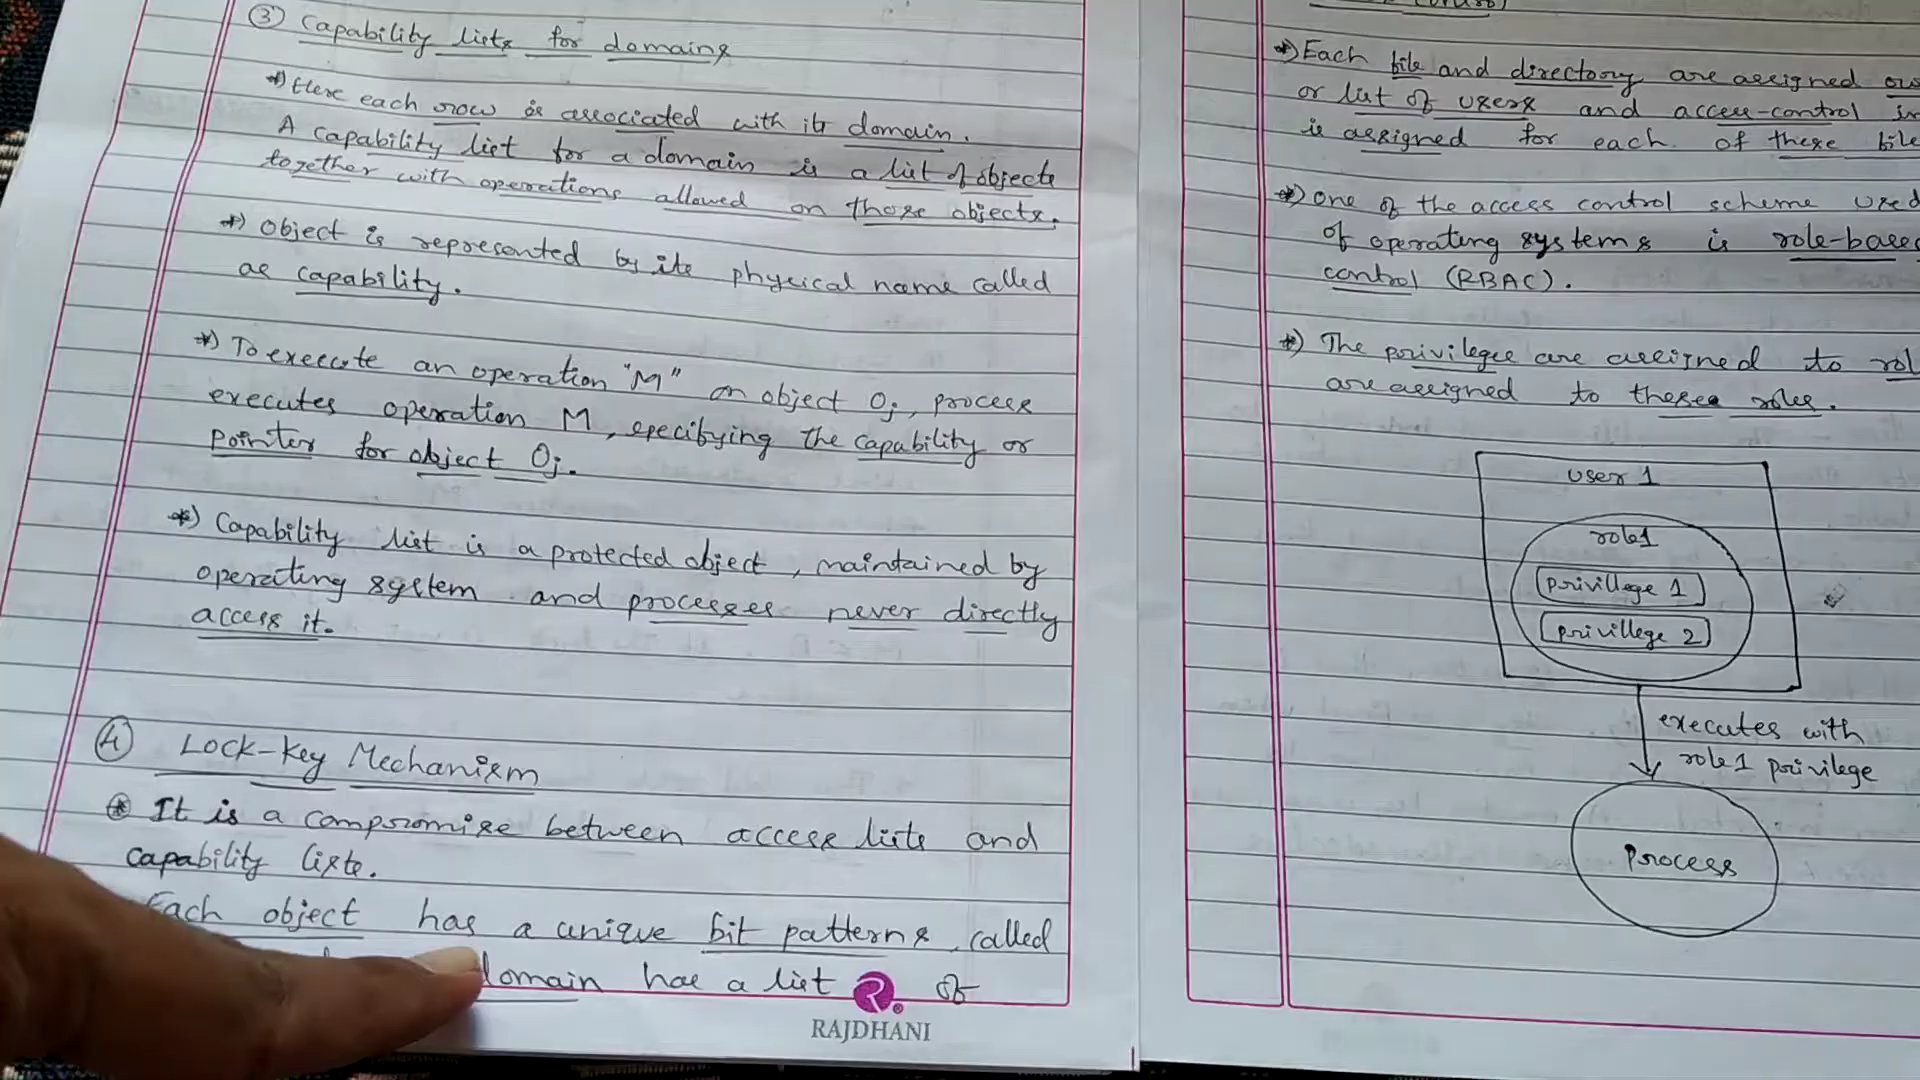 ③ Capability lists for domains
*) Here each row is associated with its domain.
A capability list for a domain is a list of objects
together with operations allowed on those objects.
*) Object is represented by its physical name called
as capability.
*) To execute an operation "M" on object Oj, process
executes operation M, specifying the capability or
pointer for object Oj.
*) Capability list is a protected object, maintained by
operating system and processes never directly
access it.
④ Lock-key Mechanism
* It is a compromise between access lists and
capability lists.
Each object has a unique bit patterns, called
domain has a list of
RAJDHANI
*) Each file and directory are assigned
or list of users and access-control
is assigned for each of these file
*) One of the access control scheme used
of operating systems is role-based
control (RBAC).
*) The privileges are assigned to
are assigned to these roles.
user 1
role1
privillege 1
privillege 2
executes with
role1 privilege
Process